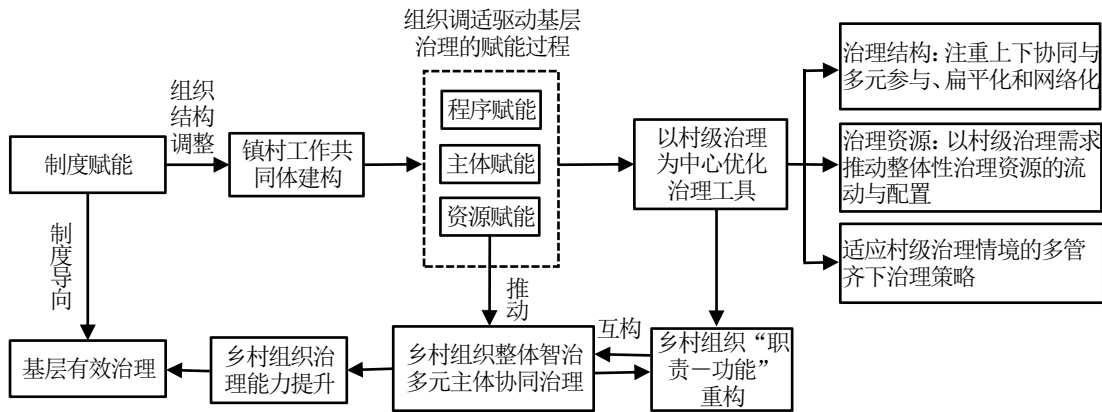 组织调适驱动基层
治理的赋能过程
治理结构：注重上下协同与
多元参与、扁平化和网络化
组织
结构
调整
程序赋能
制度赋能
镇村工作共
同体建构
主体赋能
以村级治理
为中心优化
治理工具
治理资源：以村级治理需求
推动整体性治理资源的流
动与配置
资源赋能
制度导向
适应村级治理情境的多管
齐下治理策略
推动
互构
基层有效治理
乡村组织治
理能力提升
乡村组织整体智治
多元主体协同治理
乡村组织“职
责－功能”
重构